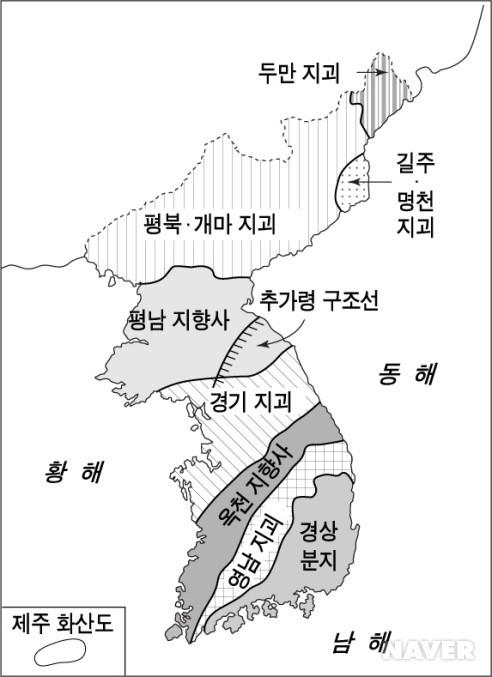 두만 지괴
길주
·
명천
지괴
평북·개마 지괴
추가령 구조선
평남 지향사
동 해
경기 지괴
황 해
옥천 지향사
경상
분지
영남 지괴
제주 화산도
남 해
NAVER